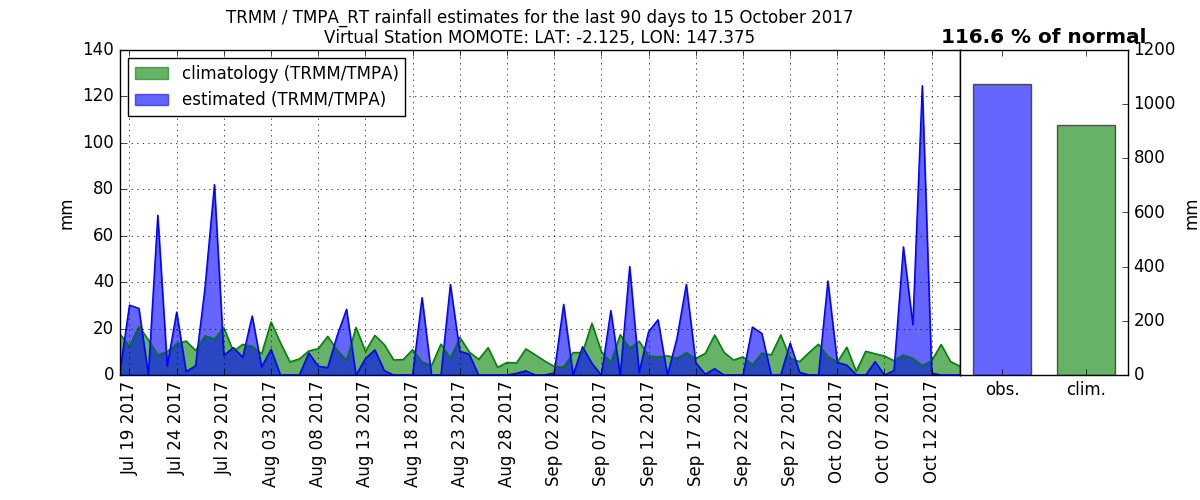 TRMM / TMPA_RT rainfall estimates for the last 90 days to 15 October 2017
Virtual Station MOMOTE: LAT: -2.125, LON: 147.375
116.6 % of normal
climatology (TRMM/TMPA)
estimated (TRMM/TMPA)
140
120
100
80
60
40
20
0
mm
Jul 19 2017
Jul 24 2017
Jul 29 2017
Aug 03 2017
Aug 08 2017
Aug 13 2017
Aug 18 2017
Aug 23 2017
Aug 28 2017
Sep 02 2017
Sep 07 2017
Sep 12 2017
Sep 17 2017
Sep 22 2017
Sep 27 2017
Oct 02 2017
Oct 07 2017
Oct 12 2017
1200
1000
800
600
400
200
0
mm
obs.
clim.